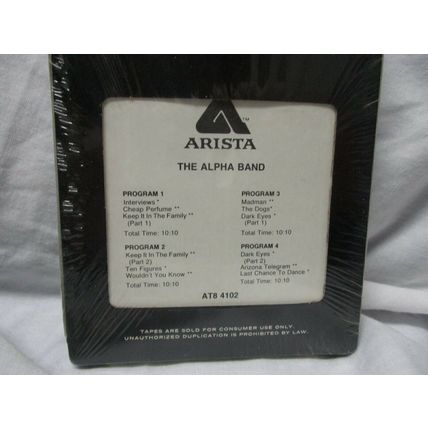 TM
ARISTA
THE ALPHA BAND
PROGRAM 1
Interviews *
Cheap Perfume **
Keep It In The Family **
(Part 1)
Total Time: 10:10
PROGRAM 2
Keep It In The Family **
(Part 2)
Ten Figures *
Wouldn't You Know **
Total Time: 10:10
PROGRAM 3
Madman **
The Dogs *
Dark Eyes *
(Part 1)
Total Time: 10:10
PROGRAM 4
Dark Eyes *
(Part 2)
Arizona Telegram **
Last Chance To Dance *
Total Time: 10:10
AT8 4102
TAPES ARE SOLD FOR CONSUMER USE ONLY.
UNAUTHORIZED DUPLICATION IS PROHIBITED BY LAW.